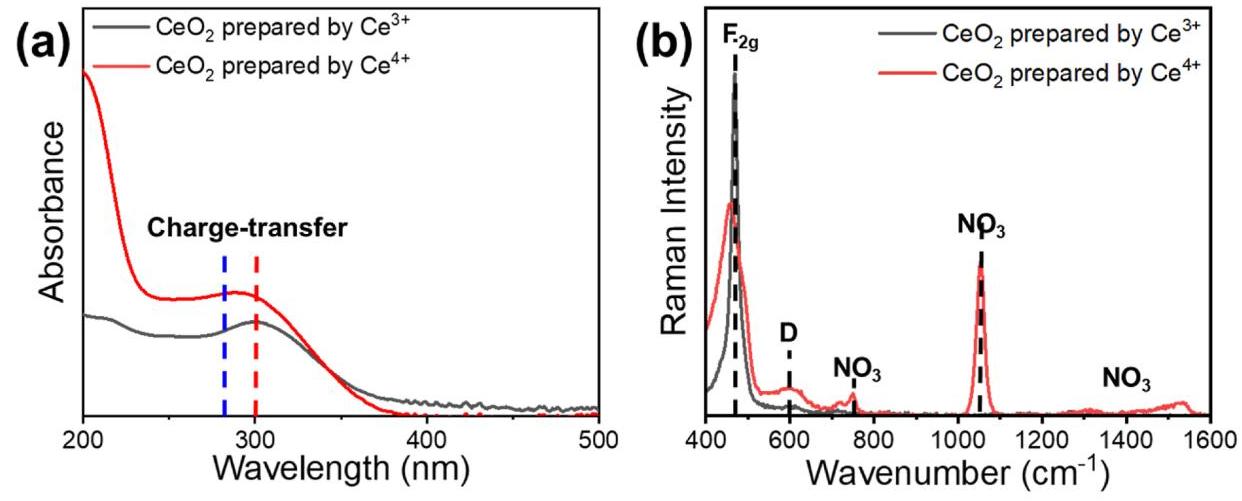 (a)
CeO₂ prepared by Ce³⁺
CeO₂ prepared by Ce⁴⁺
Charge-transfer
Absorbance
200 300 400 500
Wavelength (nm)
(b)
F₂g
CeO₂ prepared by Ce³⁺
CeO₂ prepared by Ce⁴⁺
NO₃
D
NO₃
NO₃
Raman Intensity
400 600 800 1000 1200 1400 1600
Wavenumber (cm⁻¹)